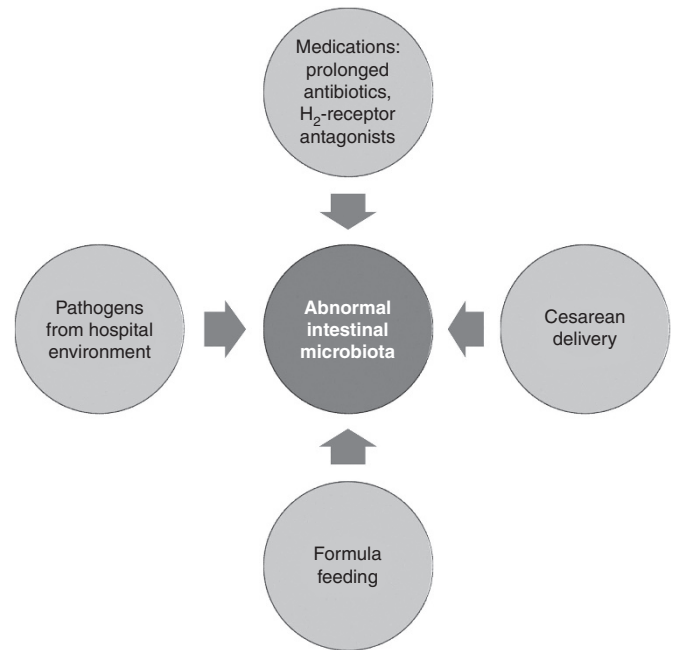 Medications:
prolonged
antibiotics,
H₂-receptor
antagonists
Pathogens
from hospital
environment
Abnormal
intestinal
microbiota
Cesarean
delivery
Formula
feeding